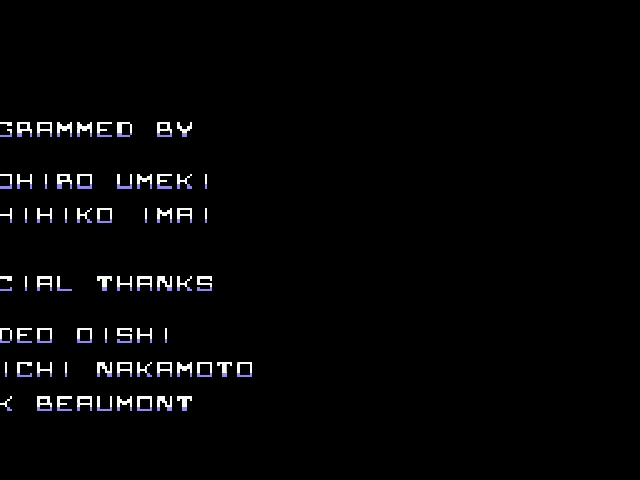 GRAMMED BY
OHIRO UMEKI
HIHIKO IMAI
CIAL THANKS
DEO OISHI
ICHI NAKAMOTO
K BEAUMONT